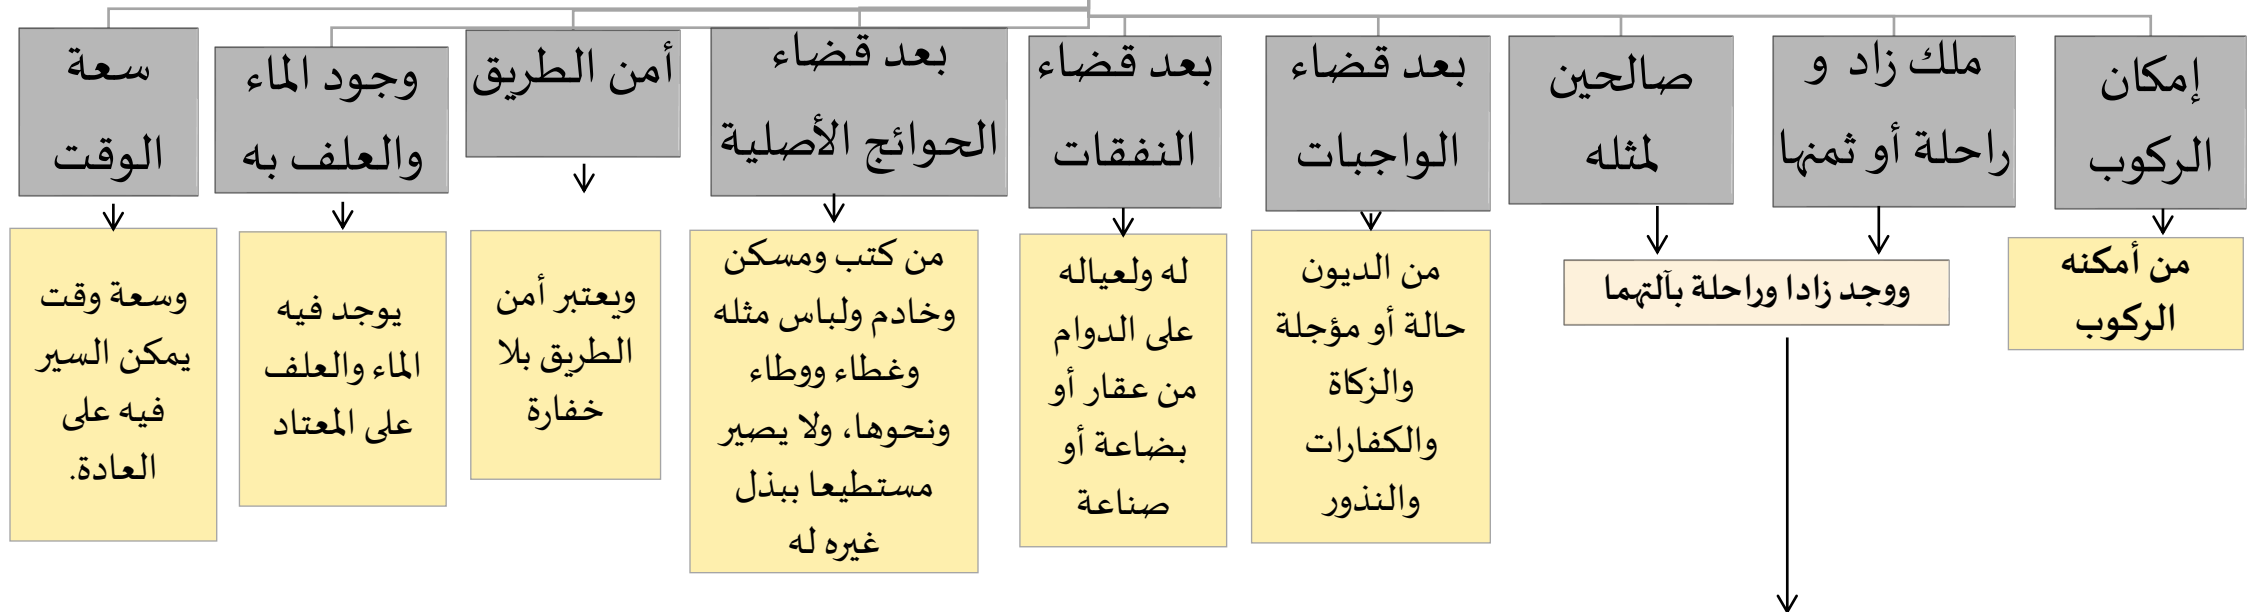 إمكان
الركوب
ملك زاد و
راحلة أو ثمنها
صالحين
لمثله
بعد قضاء
الواجبات
بعد قضاء
النفقات
بعد قضاء
الحوائج الأصلية
أمن الطريق
وجود الماء
والعلف به
سعة
الوقت
من أمكنه
الركوب
ووجد زادا وراحلة بآلتهما
من الديون
حالة أو مؤجلة
والزكاة
والكفارات
والنذور
له ولعياله
على الدوام
من عقار أو
بضاعة أو
صناعة
من كتب ومسكن
وخادم ولباس مثله
وغطاء ووطاء
ونحوها، ولا يصير
مستطيعا ببذل
غيره له
ويعتبر أمن
الطريق بلا
خفارة
يوجد فيه
الماء والعلف
على المعتاد
وسعة وقت
يمكن السير
فيه على
العادة.